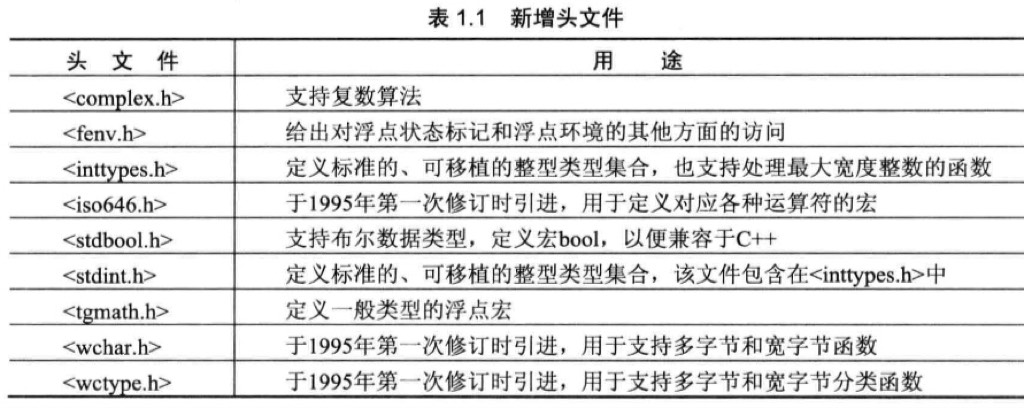 表 1.1 新增头文件
头 文 件 用 途
<complex.h> 支持复数算法
<fenv.h> 给出对浮点状态标记和浮点环境的其他方面的访问
<inttypes.h> 定义标准的、可移植的整型类型集合，也支持处理最大宽度整数的函数
<iso646.h> 于1995年第一次修订时引进，用于定义对应各种运算符的宏
<stdbool.h> 支持布尔数据类型，定义宏bool，以便兼容于C++
<stdint.h> 定义标准的、可移植的整型类型集合，该文件包含在<inttypes.h>中
<tgmath.h> 定义一般类型的浮点宏
<wchar.h> 于1995年第一次修订时引进，用于支持多字节和宽字节函数
<wctype.h> 于1995年第一次修订时引进，用于支持多字节和宽字节分类函数